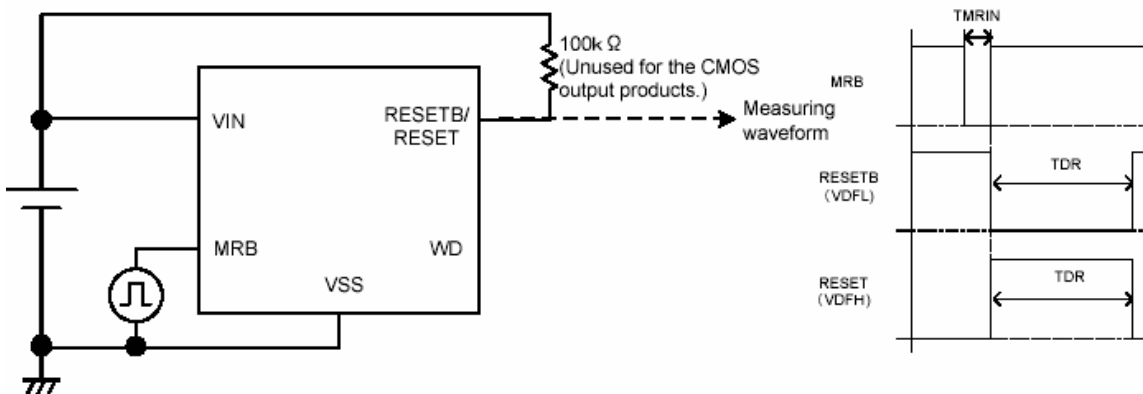 100k Ω
(Unused for the CMOS
output products.)
VIN
RESETB/
RESET
Measuring
waveform
MRB
WD
VSS
TMRIN
MRB
RESETB
(VDFL)
TDR
RESET
(VDFH)
TDR